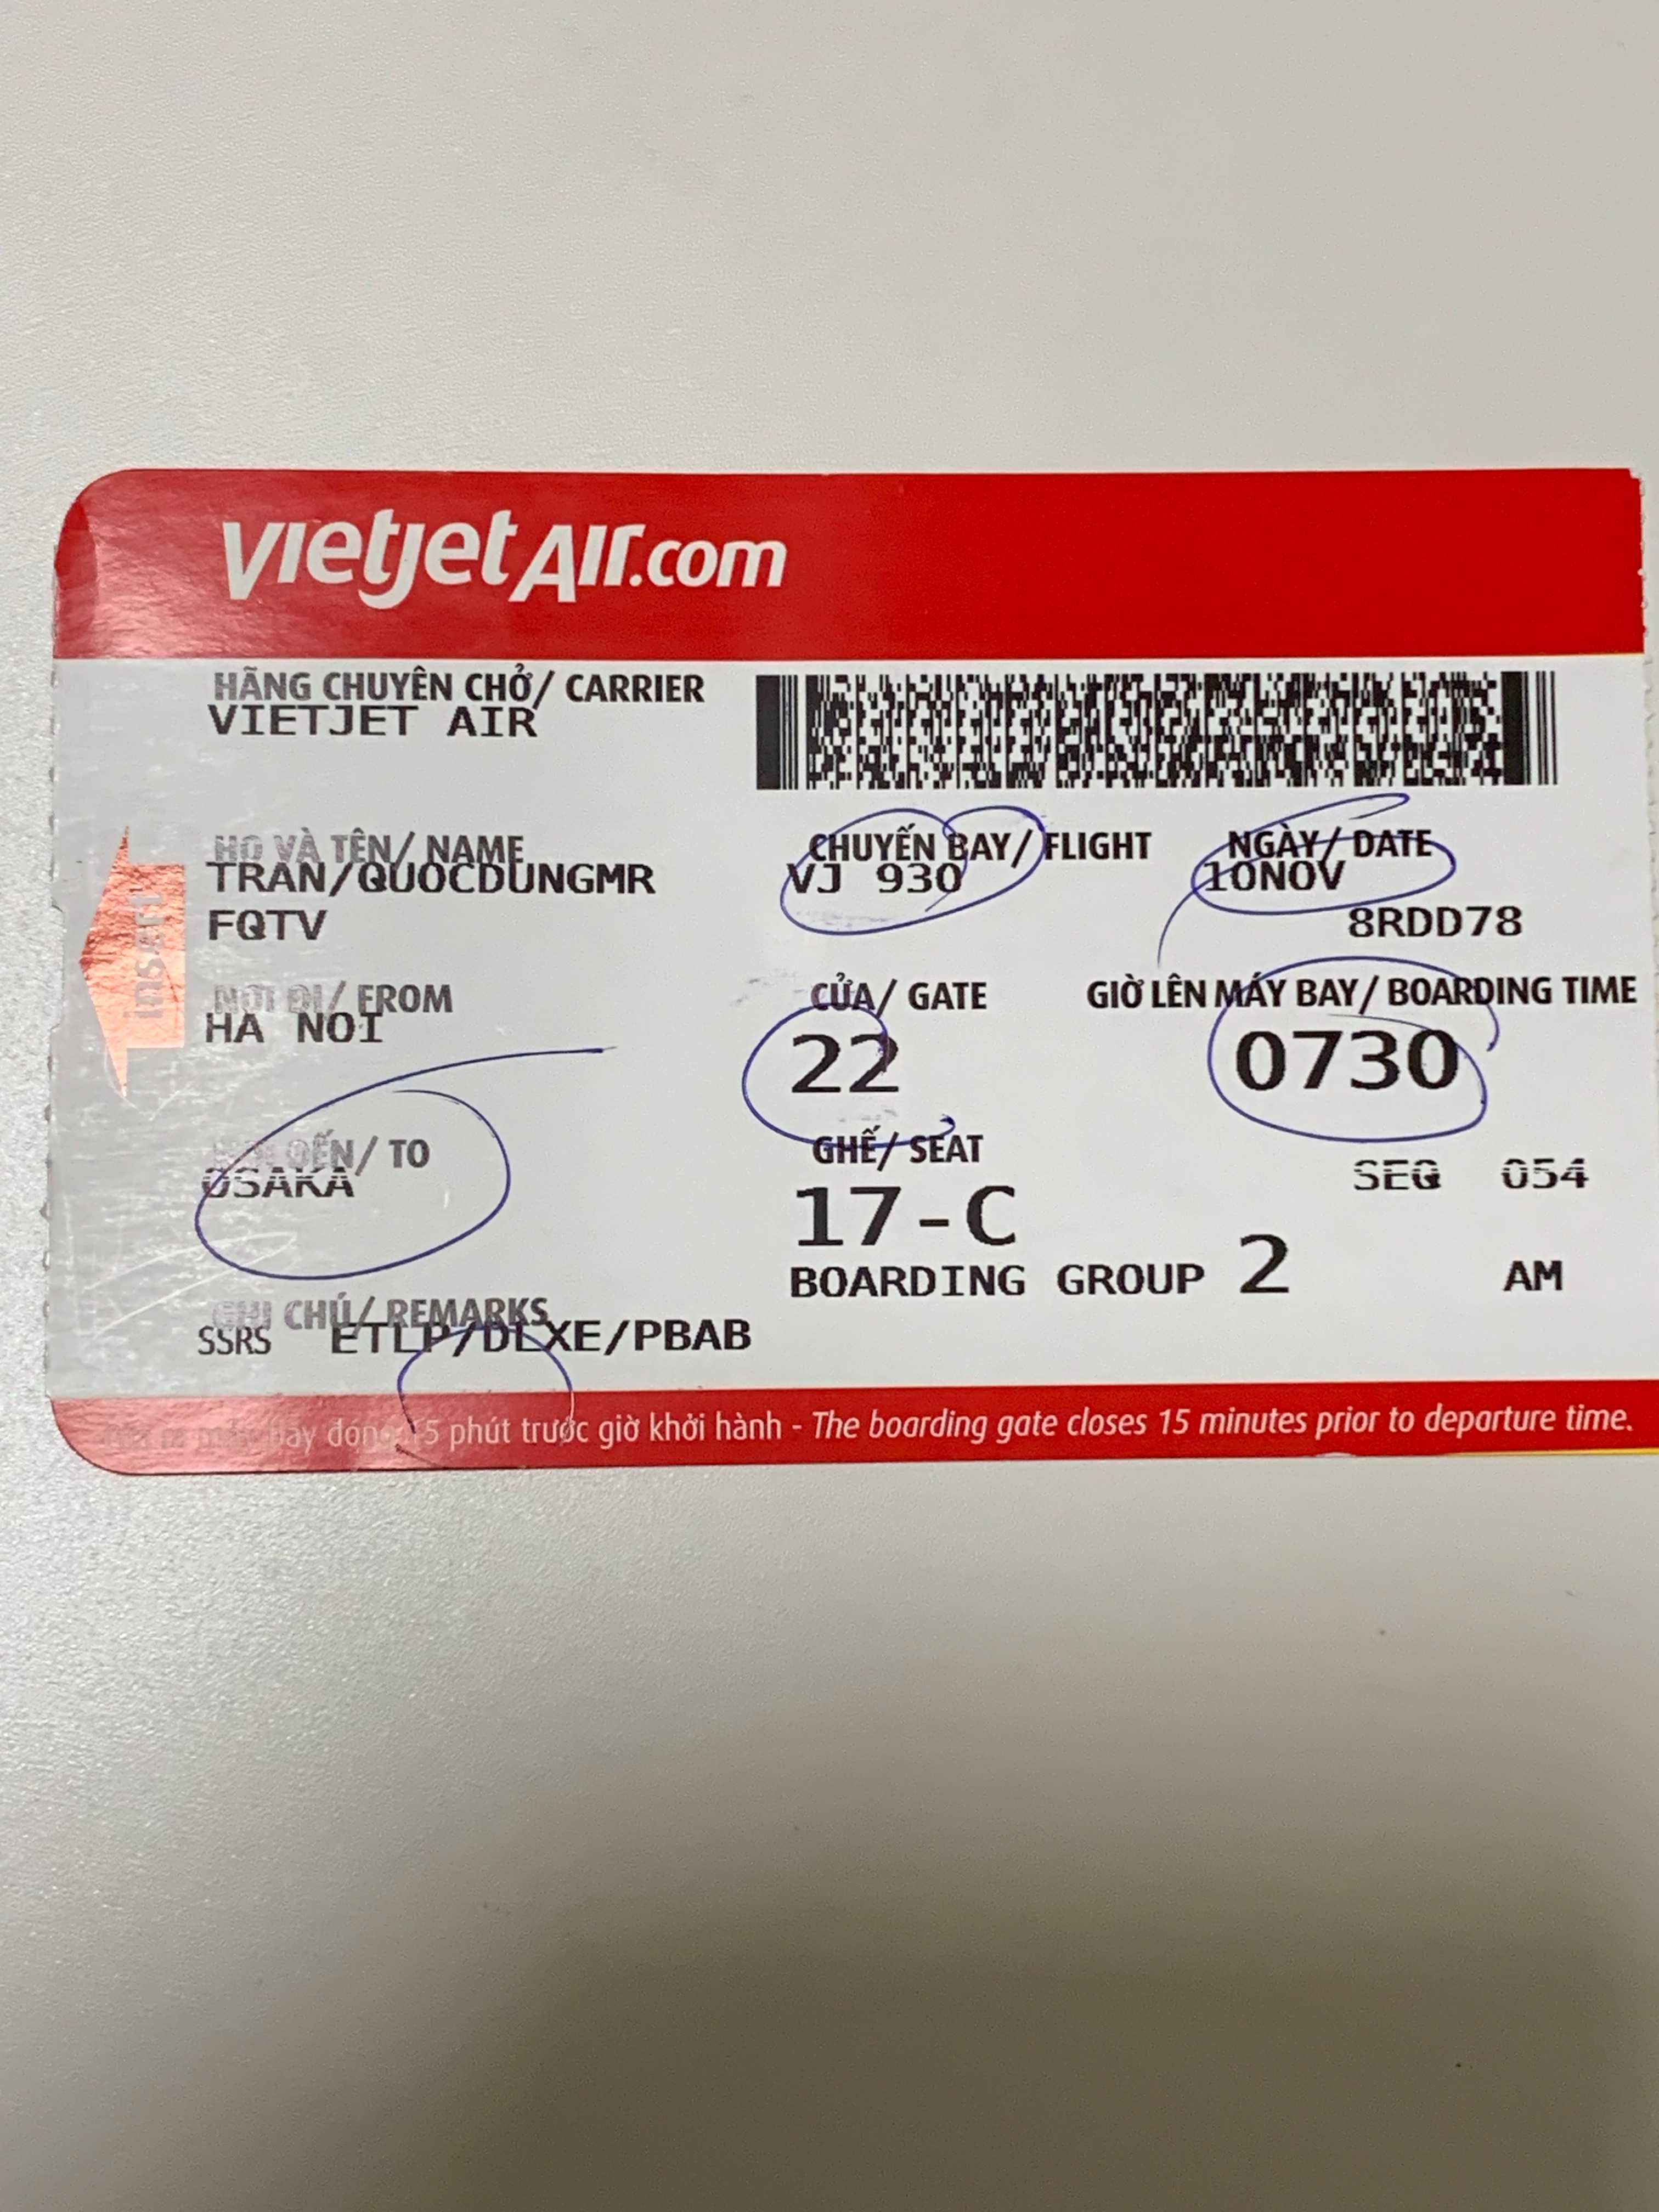 vietjetAir.com
HÃNG CHUYÊN CHỞ/ CARRIER
VIETJET AIR
HỌ VÀ TÊN/ NAME
TRAN/QUOCDUNGMR
FQTV
CHUYẾN BAY/ FLIGHT
VJ 930
NGÀY/ DATE
10NOV
8RDD78
insert
NƠI ĐI/ FROM
HA NOI
CỬA/ GATE
22
GIỜ LÊN MÁY BAY/ BOARDING TIME
0730
ĐẾN/ TO
OSAKA
GHẾ/ SEAT
17-C
SEQ 054
BOARDING GROUP 2
AM
GHI CHÚ/ REMARKS
SSRS ETLP/DLXE/PBAB
bay đóng 15 phút trước giờ khởi hành - The boarding gate closes 15 minutes prior to departure time.